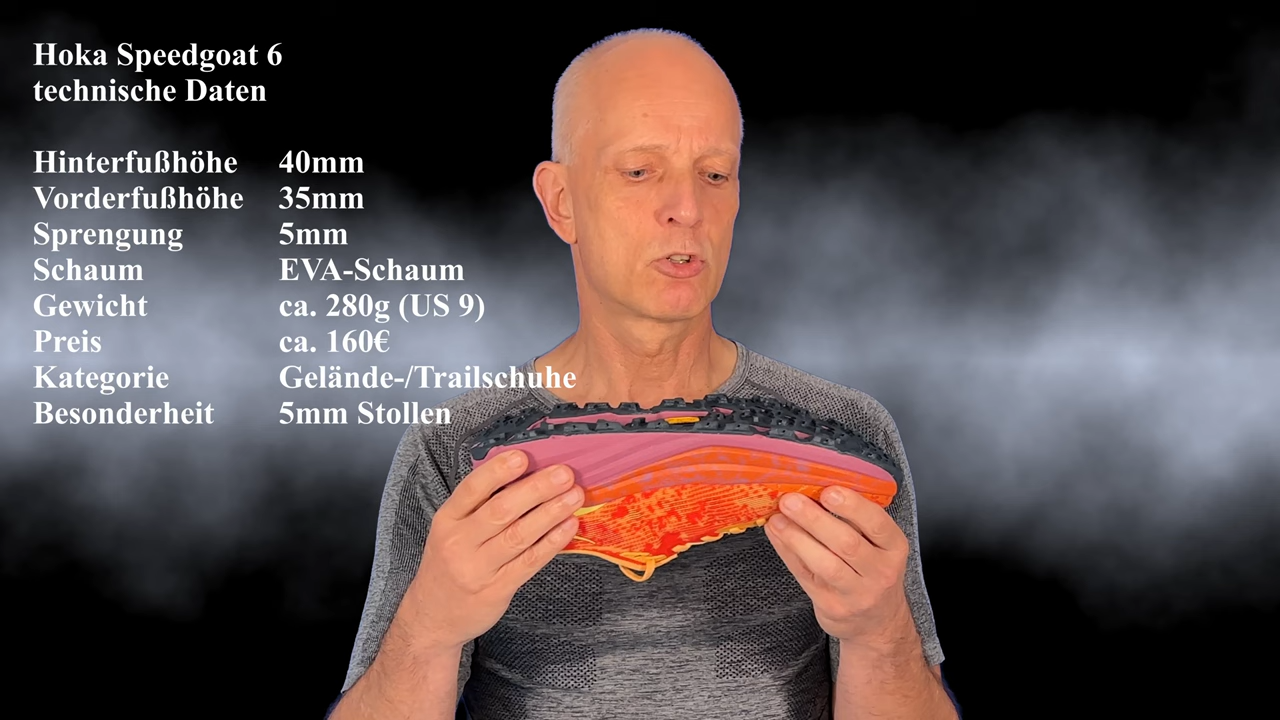 Hoka Speedgoat 6
technische Daten
Hinterfußhöhe 40mm
Vorderfußhöhe 35mm
Sprengung 5mm
Schaum EVA-Schaum
Gewicht ca. 280g (US 9)
Preis ca. 160€
Kategorie Gelände-/Trailschuhe
Besonderheit 5mm Stollen